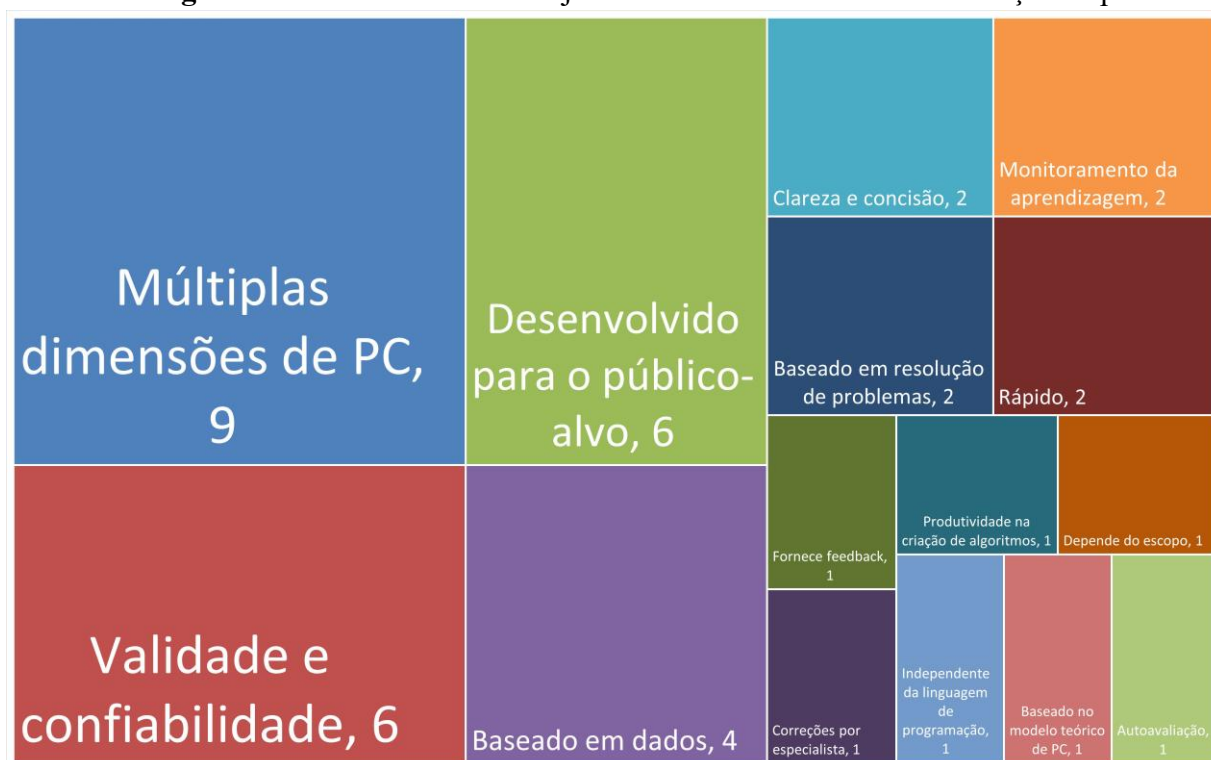 Múltiplas
dimensões de PC,
9
Validade e
confiabilidade, 6
Desenvolvido
para o público-
alvo, 6
Baseado em dados, 4
Clareza e concisão, 2
Monitoramento da
aprendizagem, 2
Baseado em resolução
de problemas, 2
Rápido, 2
Fornece feedback,
1
Correções por
especialista, 1
Produtividade na
criação de algoritmos, 1
Depende do escopo, 1
Independente
da linguagem
de
programação,
1
Baseado no
modelo teórico
de PC, 1
Autoavaliação,
1